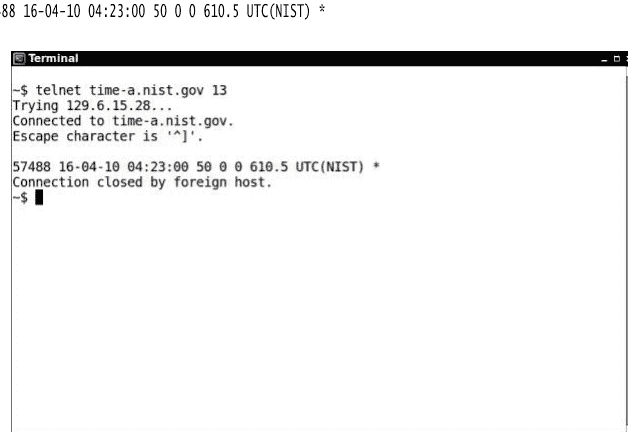 488 16-04-10 04:23:00 50 0 0 610.5 UTC(NIST) *
Terminal
~$ telnet time-a.nist.gov 13
Trying 129.6.15.28...
Connected to time-a.nist.gov.
Escape character is '^]'.
57488 16-04-10 04:23:00 50 0 0 610.5 UTC(NIST) *
Connection closed by foreign host.
~$